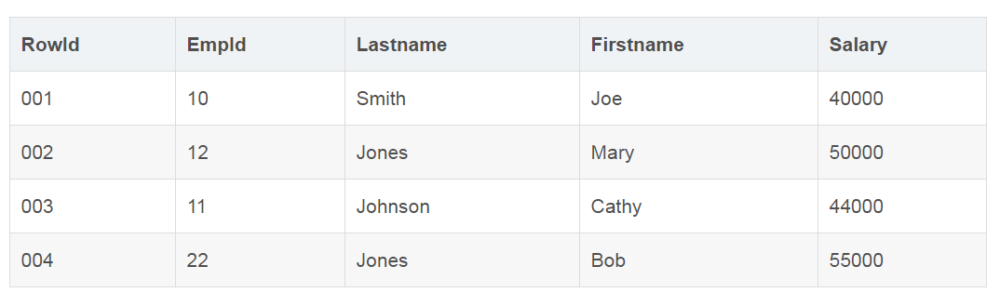 RowId EmpId Lastname Firstname Salary
001 10 Smith Joe 40000
002 12 Jones Mary 50000
003 11 Johnson Cathy 44000
004 22 Jones Bob 55000